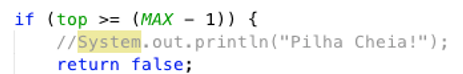 if (top >= (MAX - 1)) {
//System.out.println("Pilha Cheia!");
return false;